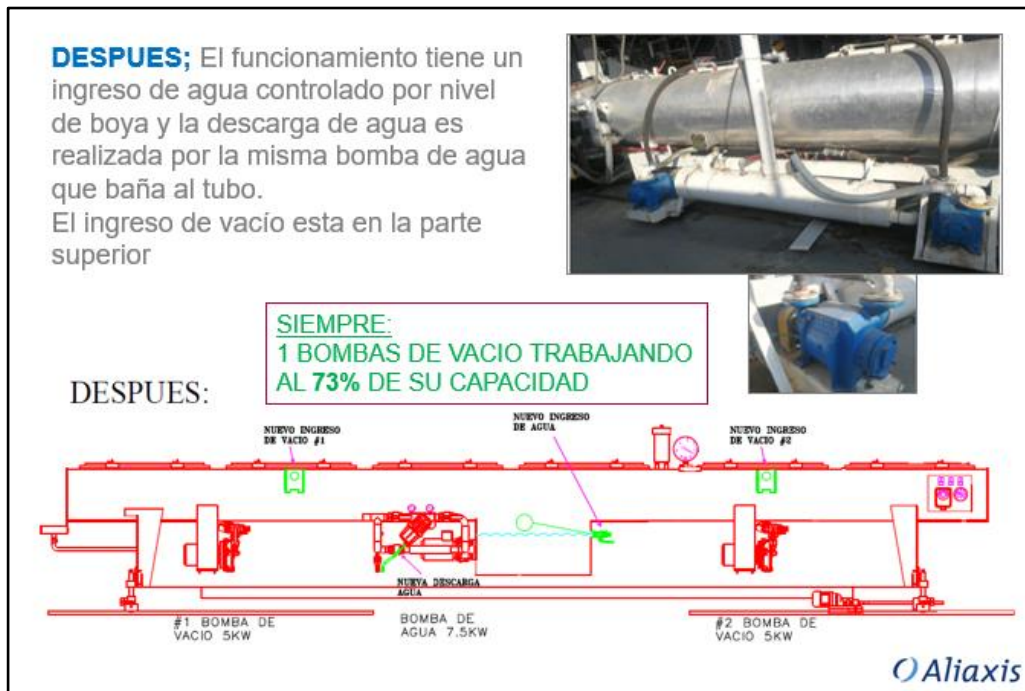 DESPUES; El funcionamiento tiene un
ingreso de agua controlado por nivel
de boya y la descarga de agua es
realizada por la misma bomba de agua
que baña al tubo.
El ingreso de vacío esta en la parte
superior
SIEMPRE:
1 BOMBAS DE VACIO TRABAJANDO
AL 73% DE SU CAPACIDAD
DESPUES:
NUEVO INGRESO
DE VACIO #1
NUEVO INGRESO
DE AGUA
NUEVO INGRESO
DE VACIO #2
NUEVA DESCARGA
AGUA
#1 BOMBA DE
VACIO 5KW
BOMBA DE
AGUA 7.5KW
#2 BOMBA DE
VACIO 5KW
Aliaxis